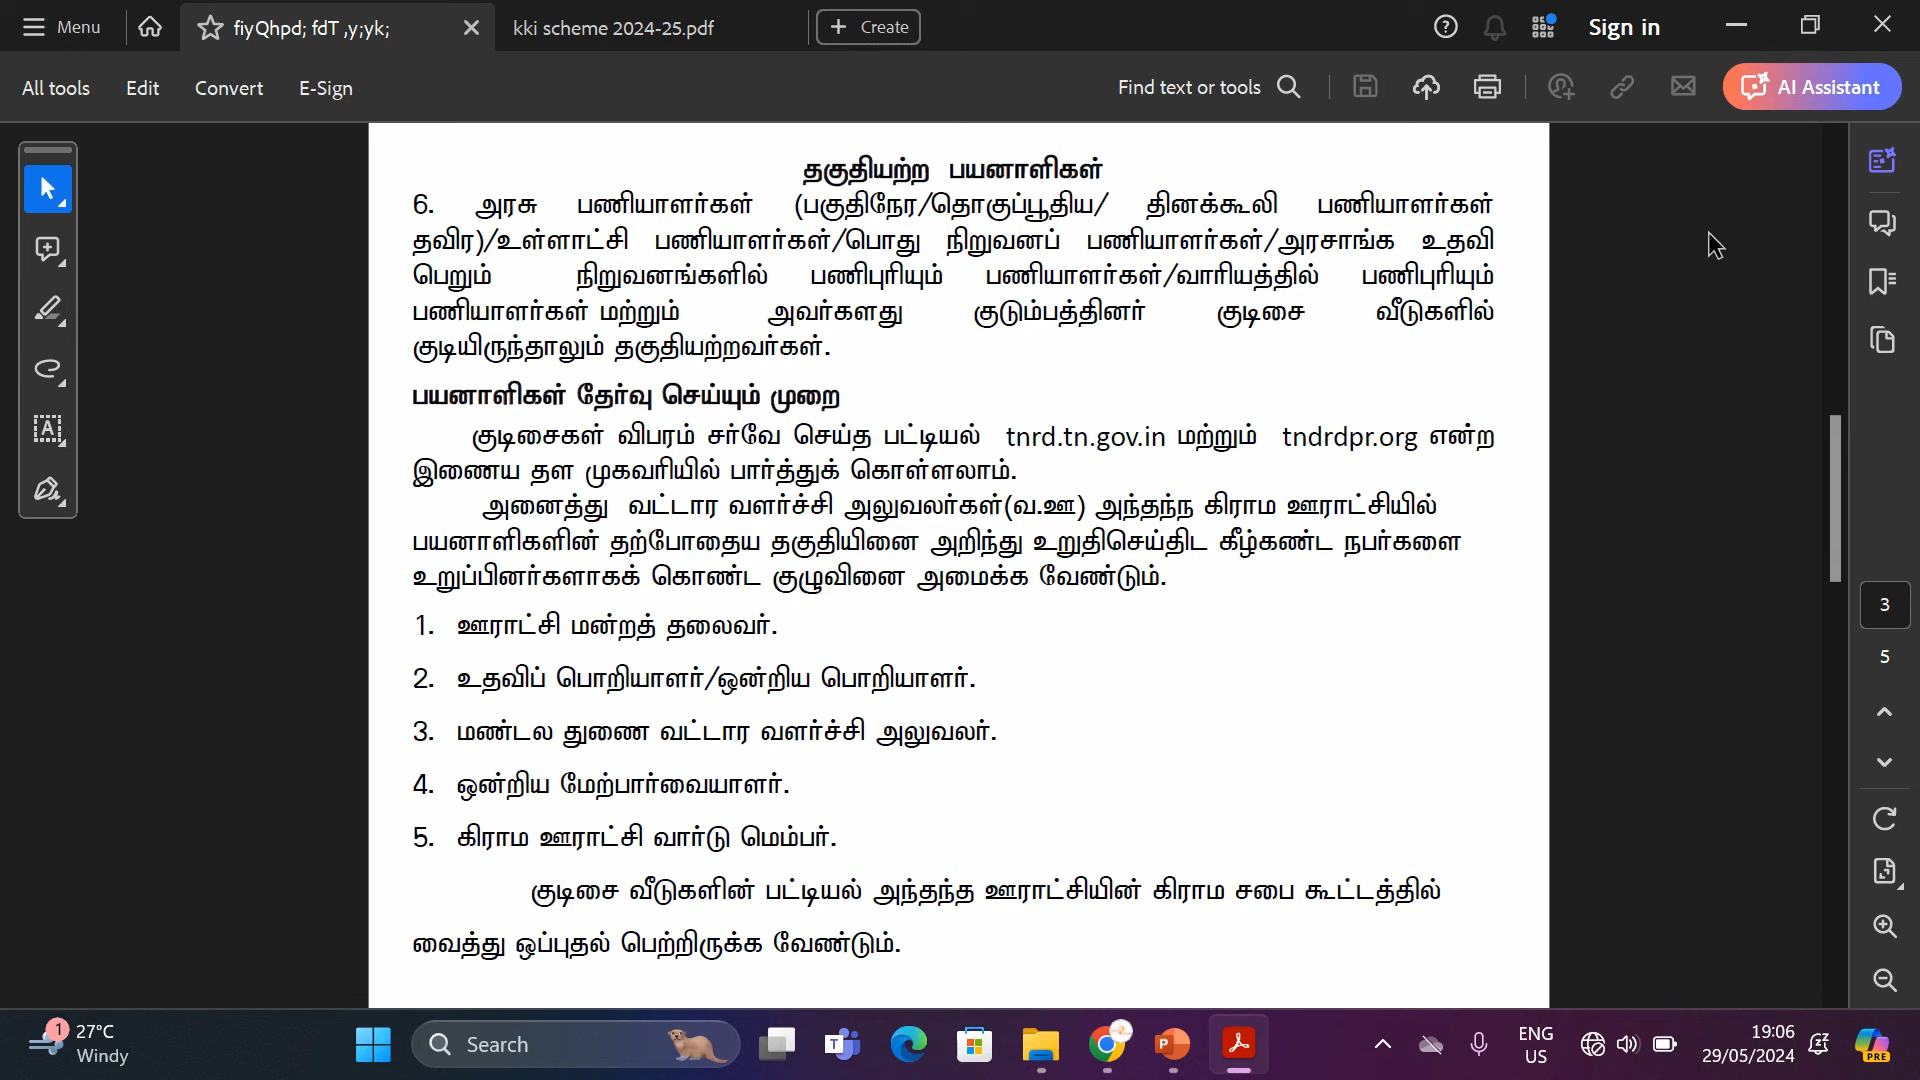 Menu
fiyQhpd; fdT ,y;yk;
kki scheme 2024-25.pdf
Create
Sign in
All tools
Edit
Convert
E-Sign
Find text or tools
AI Assistant
தகுதியற்ற பயனாளிகள்
6. அரசு பணியாளர்கள் (பகுதிநேர/தொகுப்பூதிய/ தினக்கூலி பணியாளர்கள்
தவிர)/உள்ளாட்சி பணியாளர்கள்/பொது நிறுவனப் பணியாளர்கள்/அரசாங்க உதவி
பெறும் நிறுவனங்களில் பணிபுரியும் பணியாளர்கள்/வாரியத்தில் பணிபுரியும்
பணியாளர்கள் மற்றும் அவர்களது குடும்பத்தினர் குடிசை வீடுகளில்
குடியிருந்தாலும் தகுதியற்றவர்கள்.
பயனாளிகள் தேர்வு செய்யும் முறை
குடிசைகள் விபரம் சர்வே செய்த பட்டியல் tnrd.tn.gov.in மற்றும் tndrdpr.org என்ற
இணைய தள முகவரியில் பார்த்துக் கொள்ளலாம்.
அனைத்து வட்டார வளர்ச்சி அலுவலர்கள்(வ.ஊ) அந்தந்ந கிராம ஊராட்சியில்
பயனாளிகளின் தற்போதைய தகுதியினை அறிந்து உறுதிசெய்திட கீழ்கண்ட நபர்களை
உறுப்பினர்களாகக் கொண்ட குழுவினை அமைக்க வேண்டும்.
1. ஊராட்சி மன்றத் தலைவர்.
2. உதவிப் பொறியாளர்/ஒன்றிய பொறியாளர்.
3. மண்டல துணை வட்டார வளர்ச்சி அலுவலர்.
4. ஒன்றிய மேற்பார்வையாளர்.
5. கிராம ஊராட்சி வார்டு மெம்பர்.
குடிசை வீடுகளின் பட்டியல் அந்தந்த ஊராட்சியின் கிராம சபை கூட்டத்தில்
வைத்து ஒப்புதல் பெற்றிருக்க வேண்டும்.
3
5
1
27°C
Windy
Search
ENG
US
19:06
29/05/2024
PRE